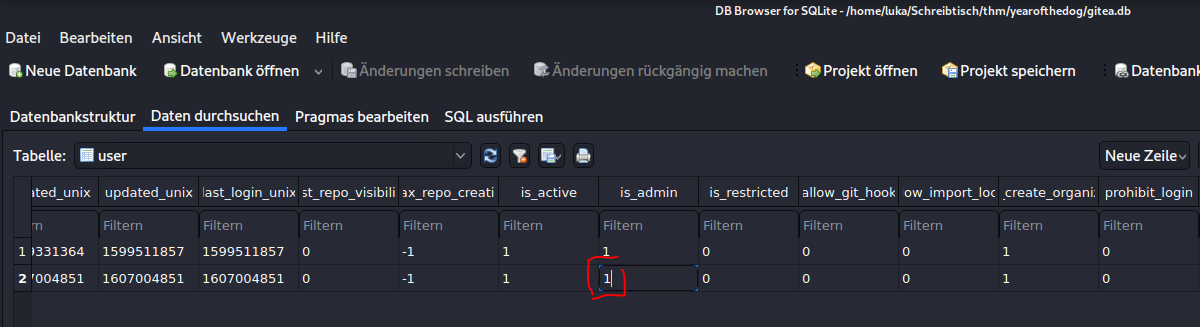 DB Browser for SQLite - /home/luka/Schreibtisch/thm/yearofthedog/gitea.db
Datei Bearbeiten Ansicht Werkzeuge Hilfe
Neue Datenbank Datenbank öffnen Änderungen schreiben Änderungen rückgängig machen Projekt öffnen Projekt speichern Datenbank
Datenbankstruktur Daten durchsuchen Pragmas bearbeiten SQL ausführen
Tabelle: user Neue Zeile
ated_unix updated_unix last_login_unix st_repo_visibili ax_repo_creati is_active is_admin is_restricted allow_git_hook ow_import_loc _create_organiz prohibit_login
rn Filtern Filtern Filtern Filtern Filtern Filtern Filtern Filtern Filtern Filtern Filtern
1 9331364 1599511857 1599511857 0 -1 1 1 0 0 0 1 0
2 7004851 1607004851 1607004851 0 -1 1 1 0 0 0 1 0